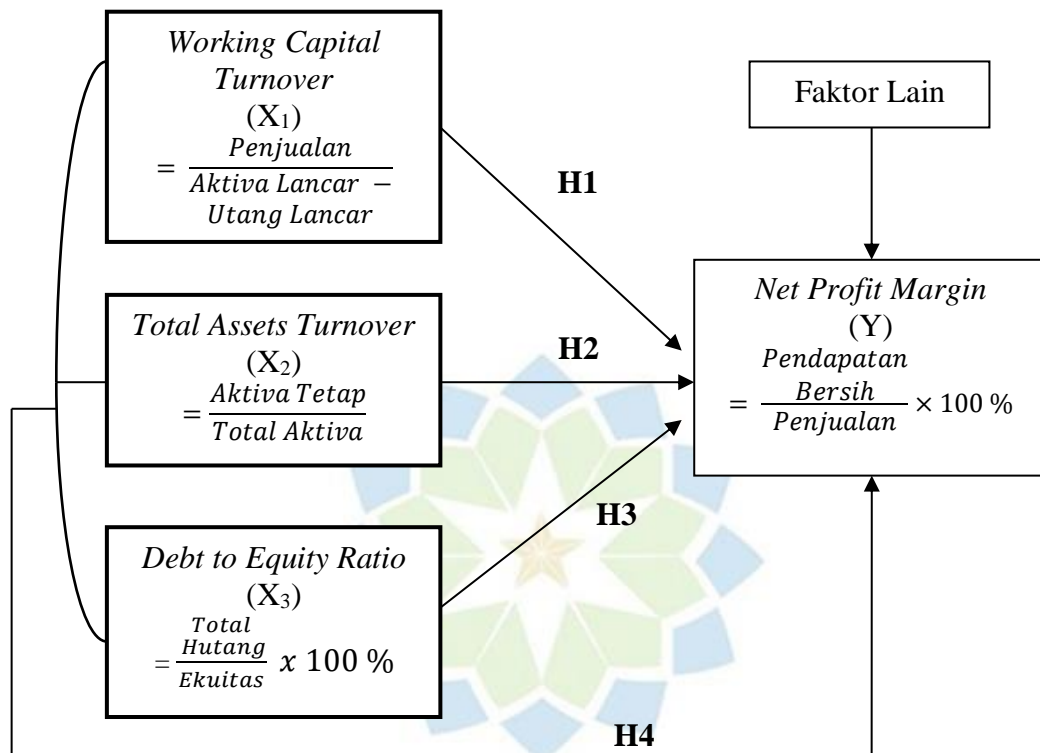 Working Capital
Turnover
(X₁)
= Penjualan
Aktiva Lancar −
Utang Lancar
Faktor Lain
H1
Total Assets Turnover
(X₂)
= Aktiva Tetap
Total Aktiva
H2
Net Profit Margin
(Y)
Pendapatan
= Bersih × 100 %
Penjualan
Debt to Equity Ratio
(X₃)
Total
= Hutang x 100 %
Ekuitas
H3
H4